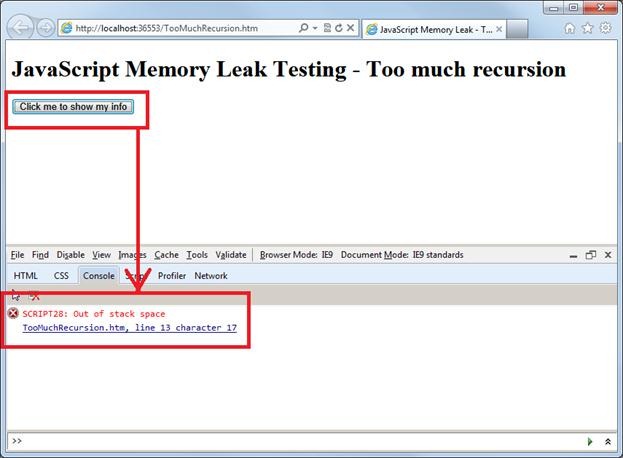 http://localhost:36553/TooMuchRecursion.htm
JavaScript Memory Leak - T...
JavaScript Memory Leak Testing - Too much recursion
Click me to show my info
File Find Disable View Images Cache Tools Validate Browser Mode: IE9 Document Mode: IE9 standards
HTML CSS Console Script Profiler Network
SCRIPT28: Out of stack space
TooMuchRecursion.htm, line 13 character 17
>>